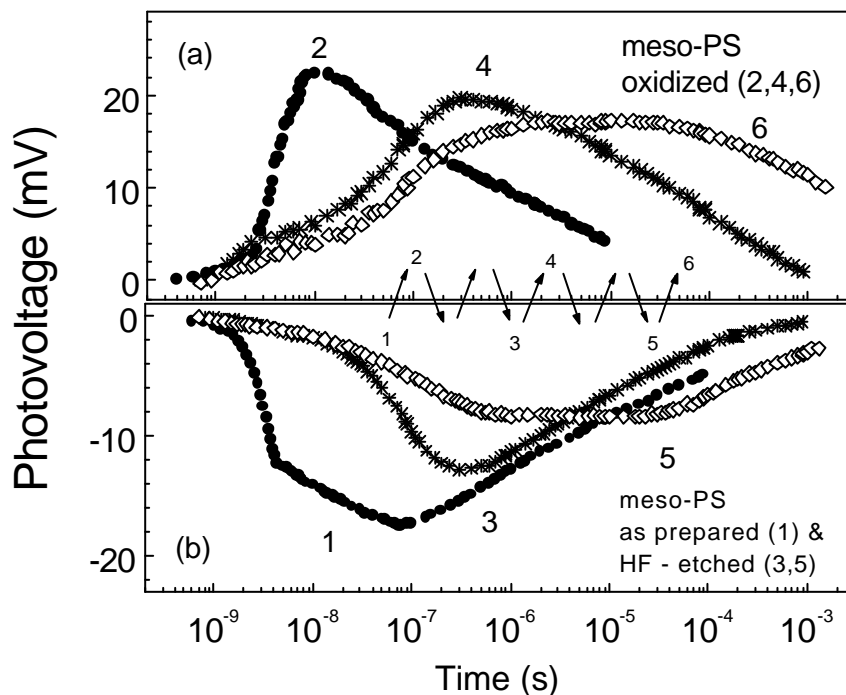 (a)
2
4
meso-PS
oxidized (2,4,6)
6
20
10
0
Photovoltage (mV)
2
4
6
1
3
5
0
-10
-20
5
3
1
meso-PS
as prepared (1) &
HF - etched (3,5)
(b)
10⁻⁹ 10⁻⁸ 10⁻⁷ 10⁻⁶ 10⁻⁵ 10⁻⁴ 10⁻³
Time (s)